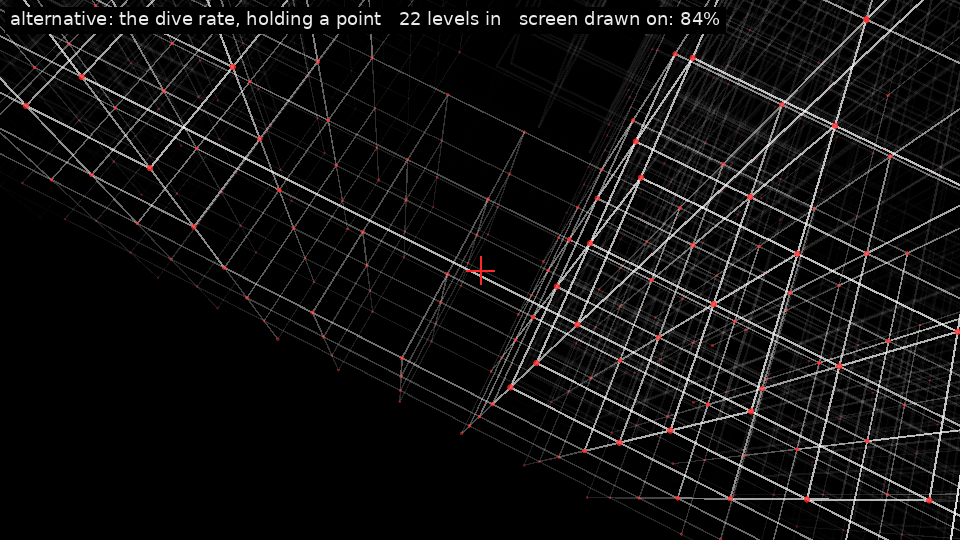 alternative: the dive rate, holding a point   22 levels in   screen drawn on: 84%